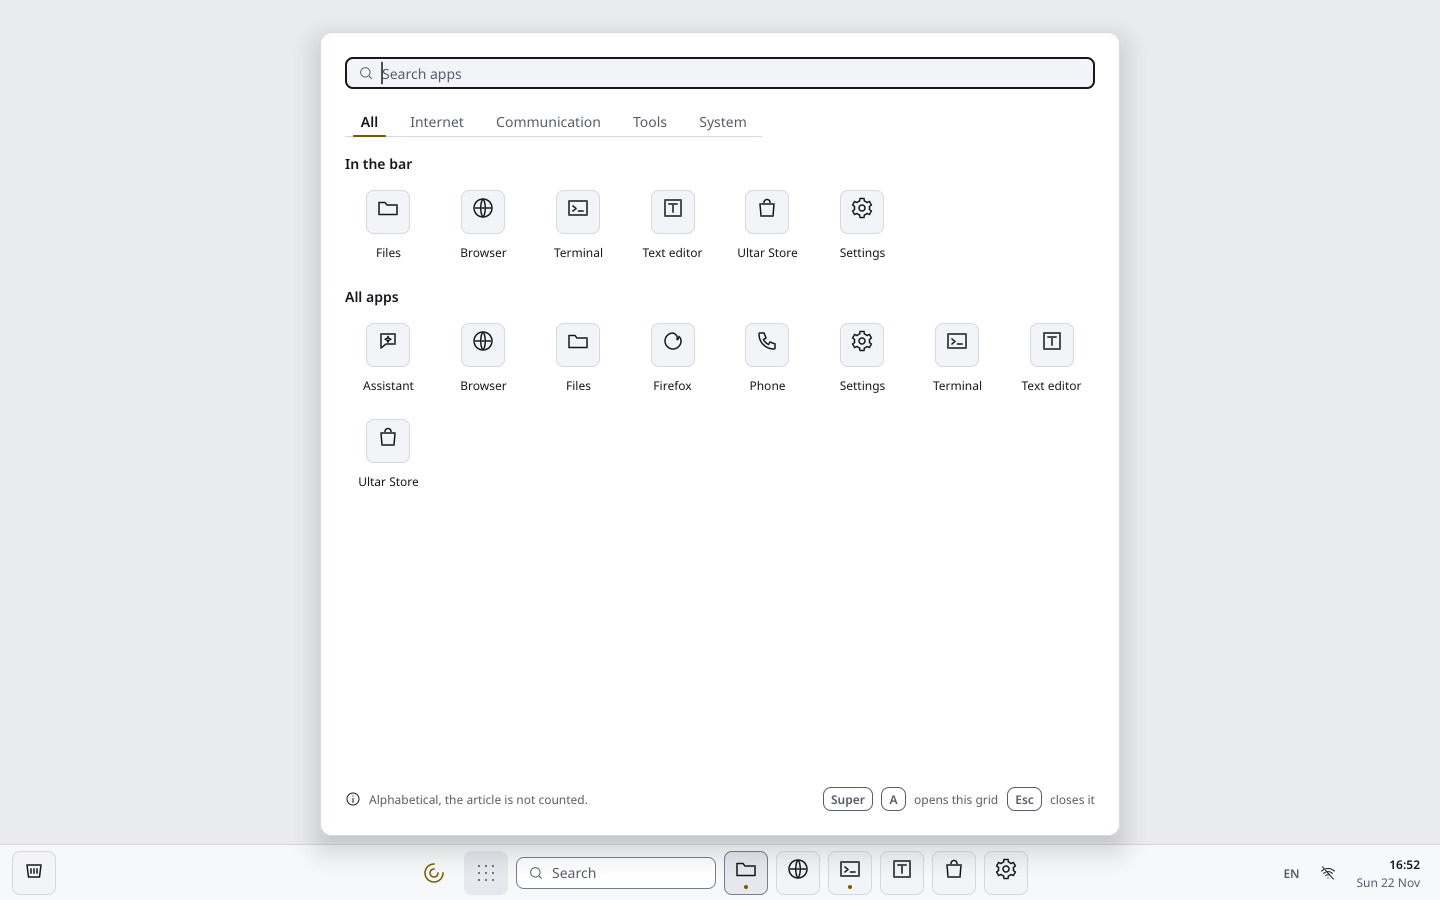 Search apps
All Internet Communication Tools System
In the bar
Files Browser Terminal Text editor Ultar Store Settings
All apps
Assistant Browser Files Firefox Phone Settings Terminal Text editor
Ultar Store
Alphabetical, the article is not counted. Super A opens this grid Esc closes it
Search EN 16:52
Sun 22 Nov